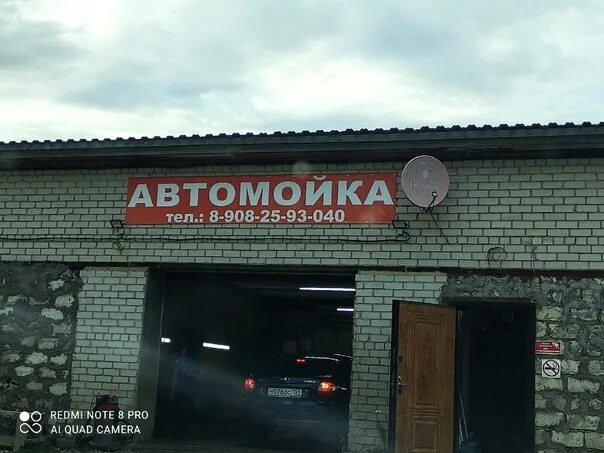 АВТОМОЙКА
тел.: 8-908-25-93-040
REDMI NOTE 8 PRO
AI QUAD CAMERA